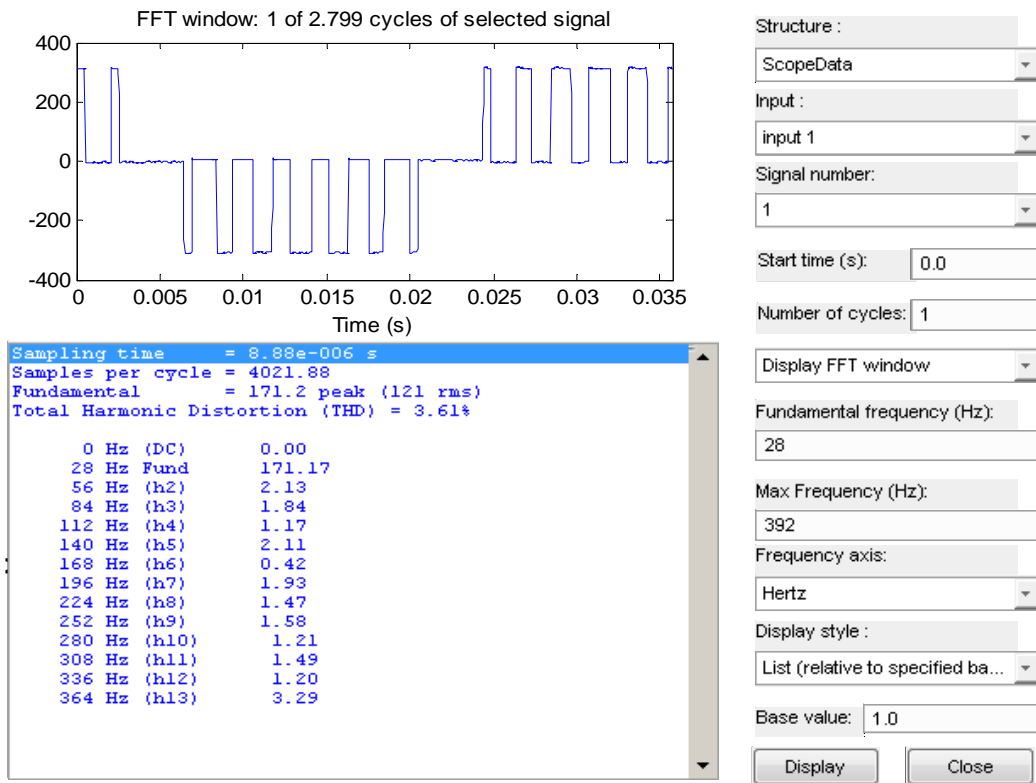 FFT window: 1 of 2.799 cycles of selected signal
400
200
0
-200
-400
0 0.005 0.01 0.015 0.02 0.025 0.03 0.035
Time (s)
Sampling time = 8.88e-006 s
Samples per cycle = 4021.88
Fundamental = 171.2 peak (121 rms)
Total Harmonic Distortion (THD) = 3.61%
0 Hz (DC) 0.00
28 Hz Fund 171.17
56 Hz (h2) 2.13
84 Hz (h3) 1.84
112 Hz (h4) 1.17
140 Hz (h5) 2.11
168 Hz (h6) 0.42
196 Hz (h7) 1.93
224 Hz (h8) 1.47
252 Hz (h9) 1.58
280 Hz (h10) 1.21
308 Hz (h11) 1.49
336 Hz (h12) 1.20
364 Hz (h13) 3.29
Structure :
ScopeData
Input :
input 1
Signal number:
1
Start time (s): 0.0
Number of cycles: 1
Display FFT window
Fundamental frequency (Hz):
28
Max Frequency (Hz):
392
Frequency axis:
Hertz
Display style :
List (relative to specified ba...
Base value: 1.0
Display Close